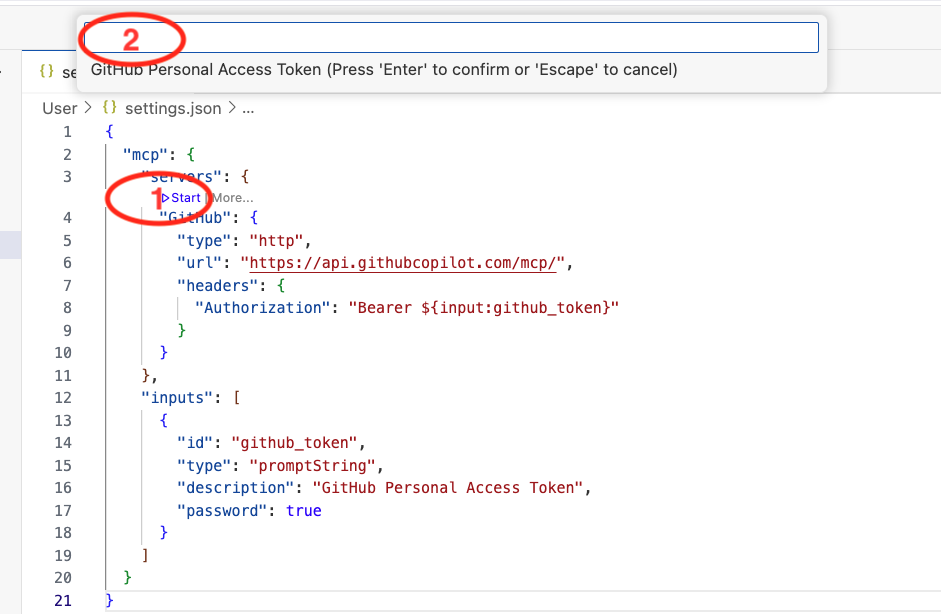 2
GitHub Personal Access Token (Press 'Enter' to confirm or 'Escape' to cancel)
{} se
User > {} settings.json > ...
1 {
2 "mcp": {
3 "servers": {
1
Start | More...
4 "GitHub": {
5 "type": "http",
6 "url": "https://api.githubcopilot.com/mcp/",
7 "headers": {
8 "Authorization": "Bearer ${input:github_token}"
9 }
10 }
11 },
12 "inputs": [
13 {
14 "id": "github_token",
15 "type": "promptString",
16 "description": "GitHub Personal Access Token",
17 "password": true
18 }
19 ]
20 }
21 }